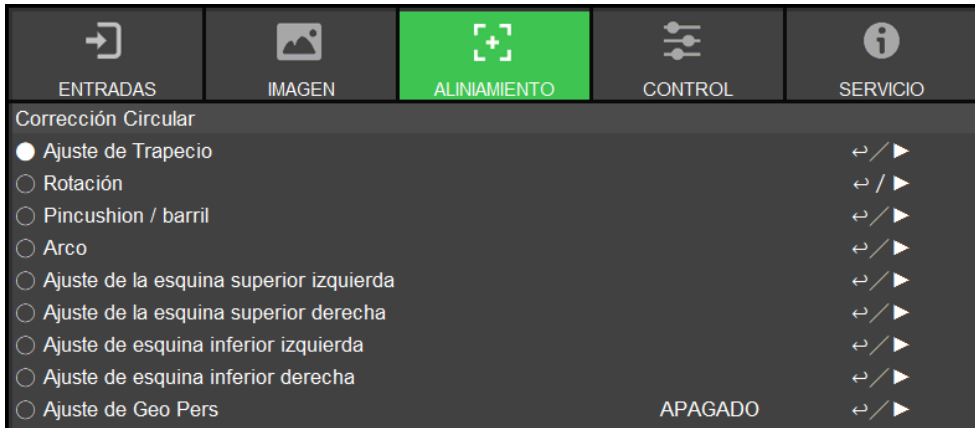 ENTRADAS IMAGEN ALINIAMIENTO CONTROL SERVICIO
Corrección Circular
Ajuste de Trapecio ↩/▶
Rotación ↩/▶
Pincushion / barril ↩/▶
Arco ↩/▶
Ajuste de la esquina superior izquierda ↩/▶
Ajuste de la esquina superior derecha ↩/▶
Ajuste de esquina inferior izquierda ↩/▶
Ajuste de esquina inferior derecha ↩/▶
Ajuste de Geo Pers APAGADO ↩/▶